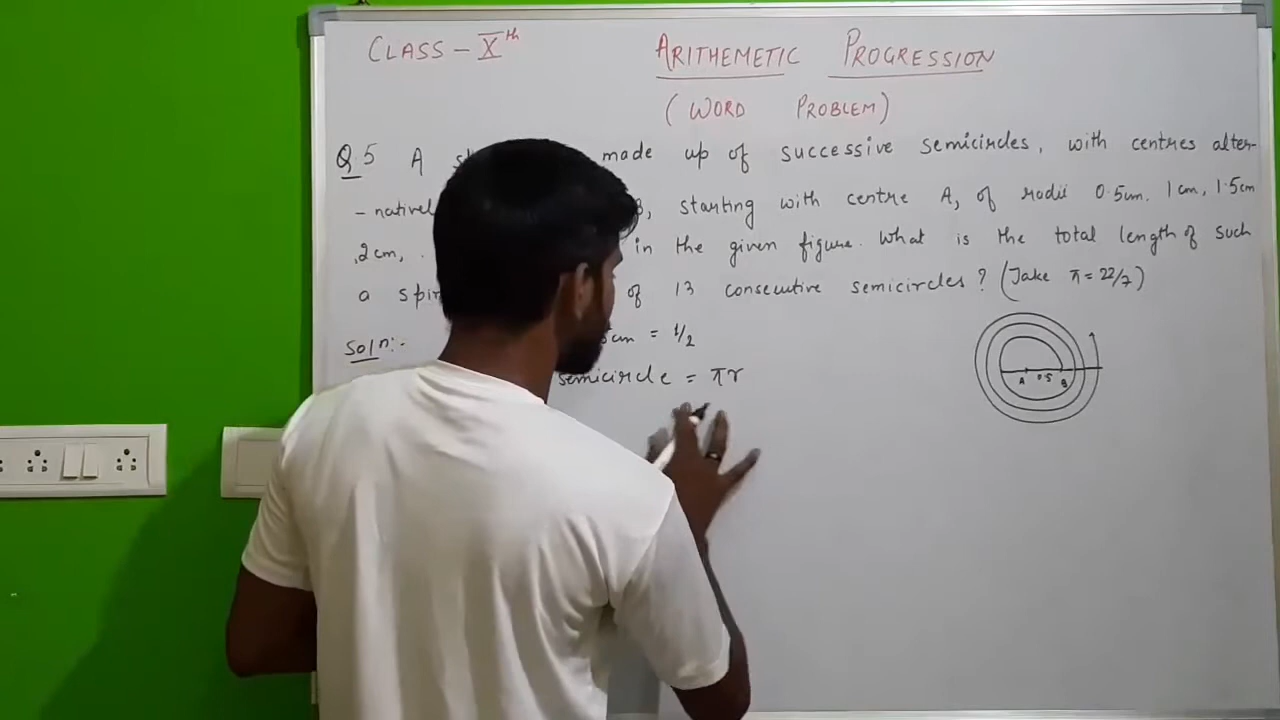 CLASS – Xth
ARITHEMETIC PROGRESSION
(WORD PROBLEM)
Q.5 A made up of successive semicircles, with centres alter-
-nativel B, starting with centre A, of radii 0.5cm, 1cm, 1.5cm
,2cm, . in the given figure. What is the total length of such
a spir of 13 consecutive semicircles? (Take π = 22/7)
Soln:- 5cm = 1/2
semicircle = πr
A 0.5 B